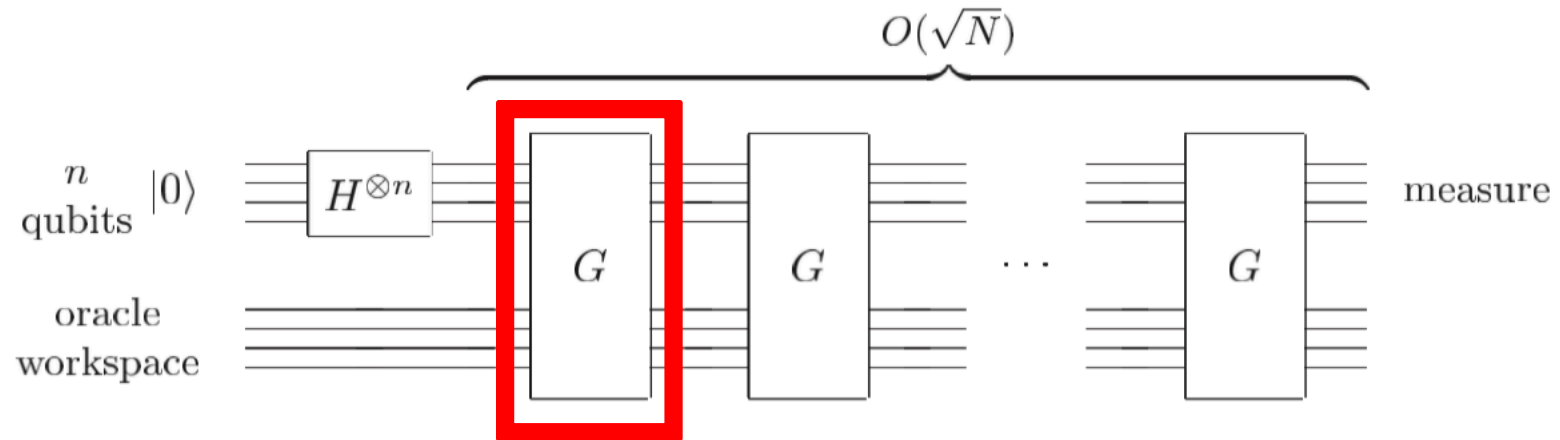 O(√N)
n
qubits
|0⟩
H^{⊗n}
G
G
···
G
measure
oracle
workspace